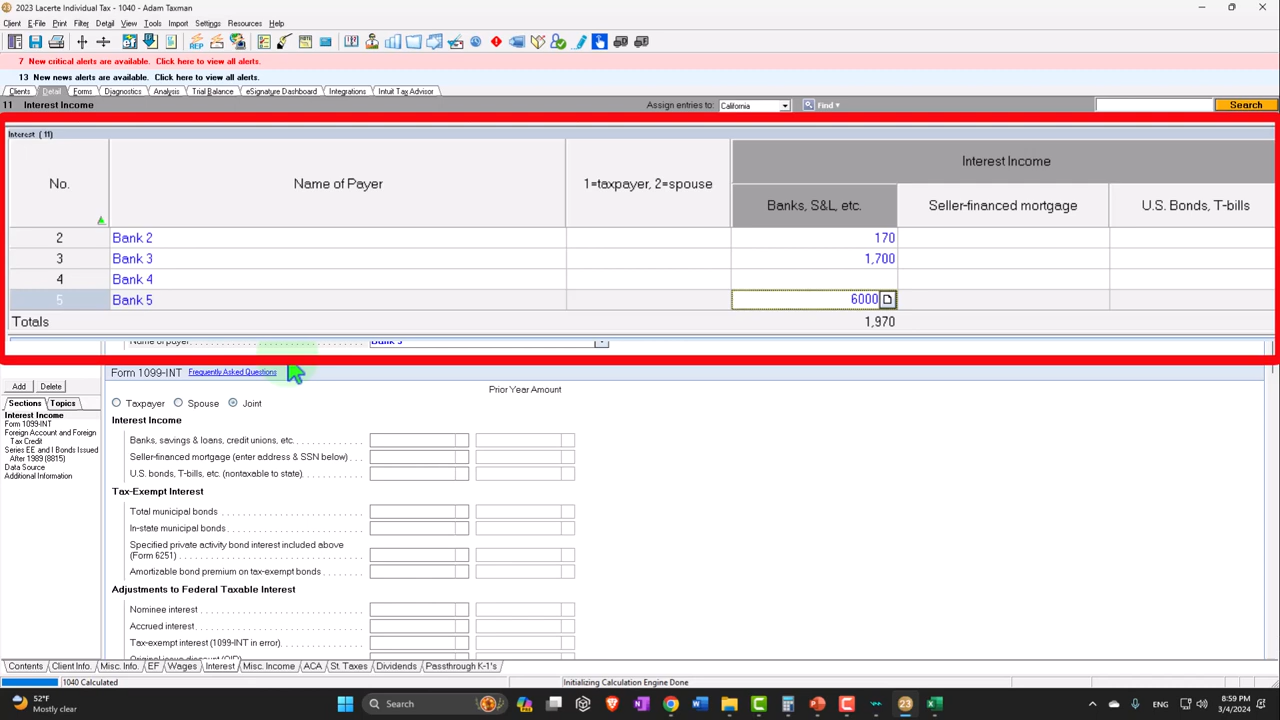 2023 Lacerte Individual Tax - 1040 - Adam Taxman
Client E-File Print Filter Detail View Tools Import Settings Resources Help
7 New critical alerts are available. Click here to view all alerts.
13 New news alerts are available. Click here to view all alerts.
Clients Detail Forms Diagnostics Analysis Trial Balance eSignature Dashboard Integrations Intuit Tax Advisor
11 Interest Income Assign entries to: California Find Search
Interest (11)
Interest Income
No. Name of Payer 1=taxpayer, 2=spouse
Banks, S&L, etc. Seller-financed mortgage U.S. Bonds, T-bills
2 Bank 2 170
3 Bank 3 1,700
4 Bank 4
5 Bank 5 6000
Totals 1,970
Name of payer Bank 5
Form 1099-INT Frequently Asked Questions
Add Delete
Prior Year Amount
Sections Topics
Taxpayer Spouse Joint
Interest Income
Form 1099-INT
Foreign Account and Foreign
Tax Credit
Series EE and I Bonds Issued
After 1989 (8815)
Data Source
Additional Information
Interest Income
Banks, savings & loans, credit unions, etc.
Seller-financed mortgage (enter address & SSN below)
U.S. bonds, T-bills, etc. (nontaxable to state)
Tax-Exempt Interest
Total municipal bonds
In-state municipal bonds
Specified private activity bond interest included above
(Form 6251)
Amortizable bond premium on tax-exempt bonds
Adjustments to Federal Taxable Interest
Nominee interest
Accrued interest
Tax-exempt interest (1099-INT in error)
Original issue discount (OID)
Contents Client Info. Misc. Info. EF Wages Interest Misc. Income ACA St. Taxes Dividends Passthrough K-1's
1040 Calculated Initializing Calculation Engine Done
52°F
Mostly clear
Search
ENG
8:59 PM
3/4/2024